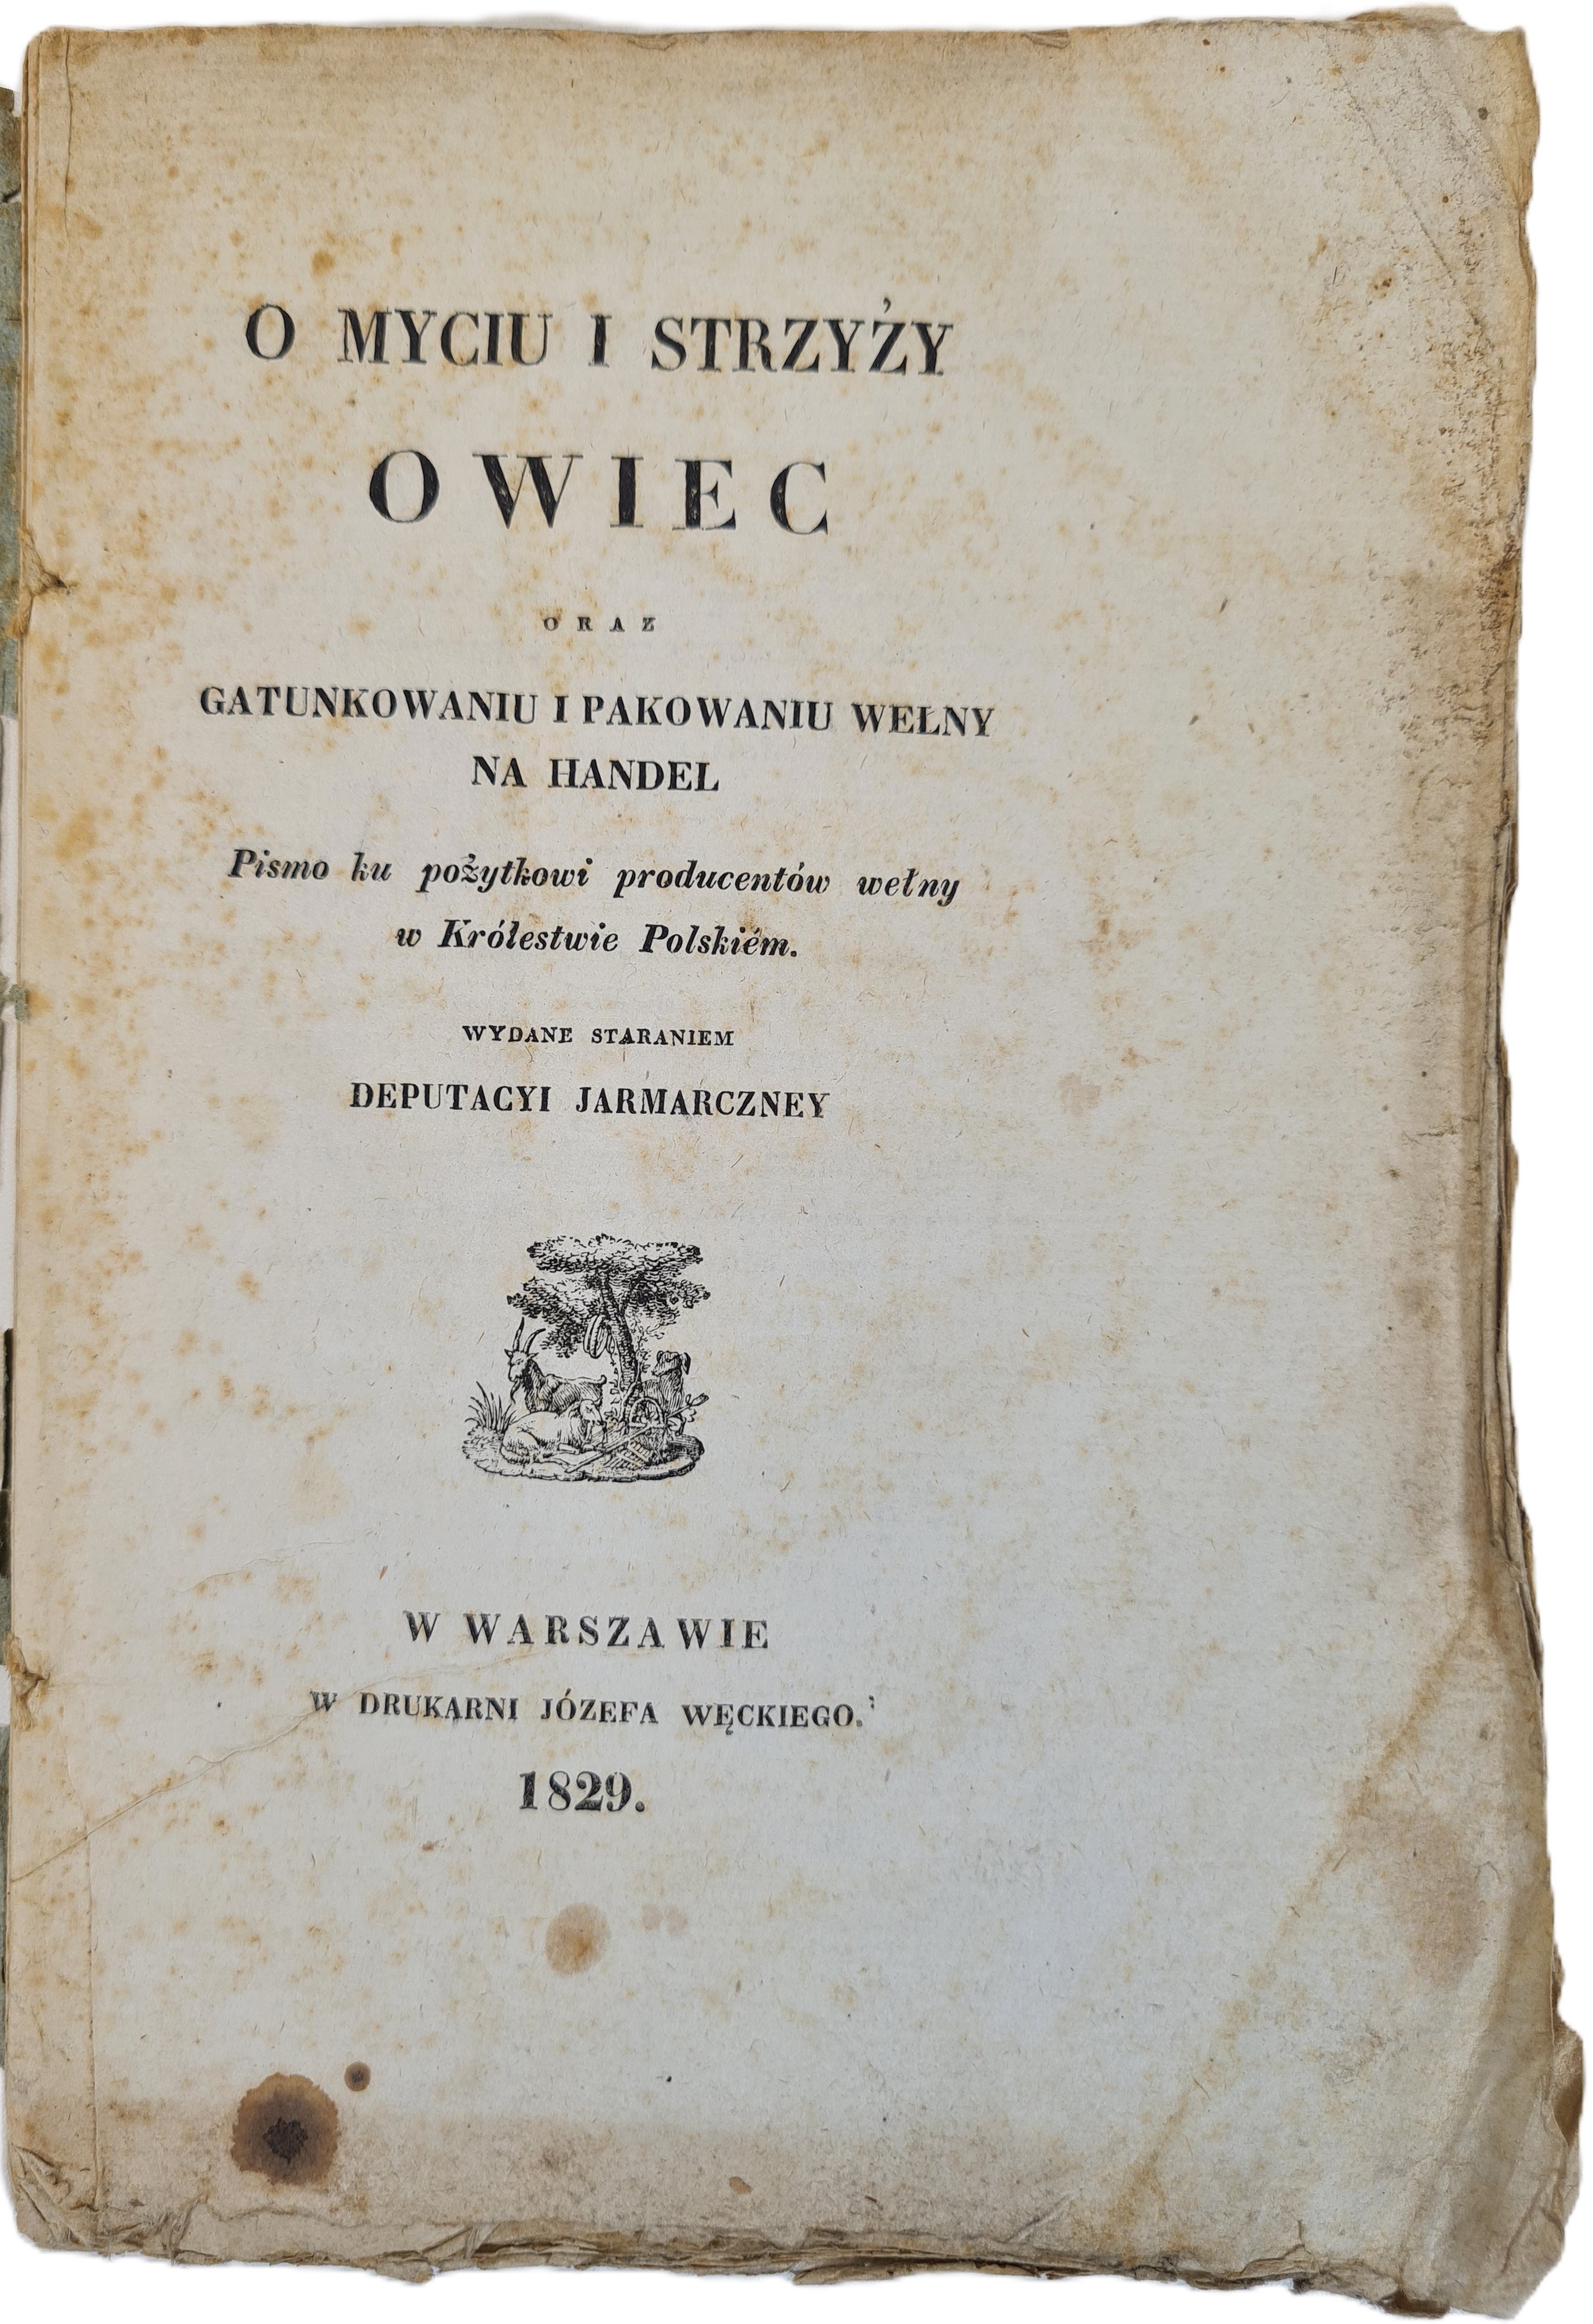 O MYCIU I STRZYŻY
OWIEC
ORAZ
GATUNKOWANIU I PAKOWANIU WEŁNY
NA HANDEL
Pismo ku pożytkowi producentów wełny
w Królestwie Polskiém.
WYDANE STARANIEM
DEPUTACYI JARMARCZNEY
W WARSZAWIE
W DRUKARNI JÓZEFA WĘCKIEGO.
1829.